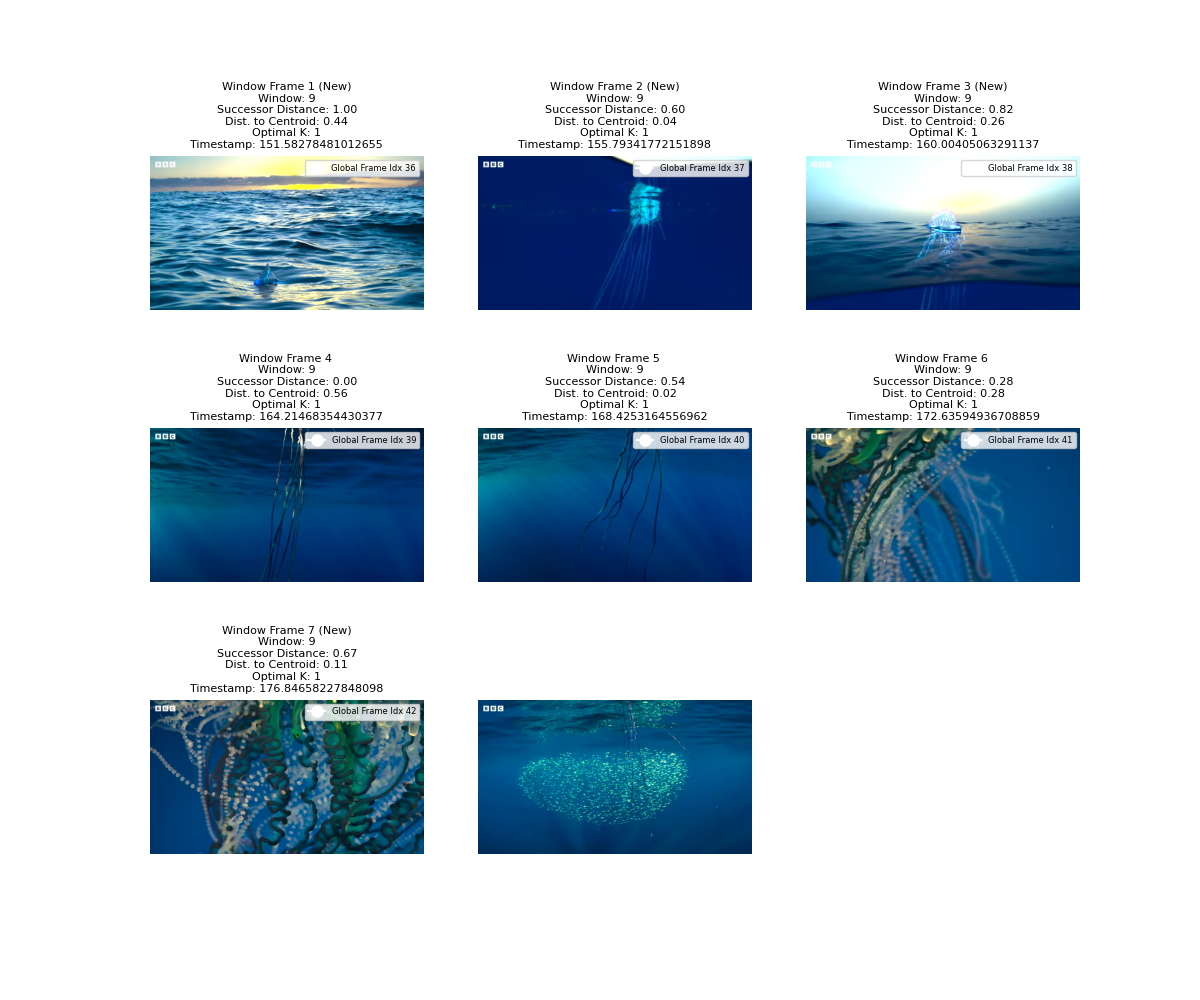 Window Frame 1 (New)
Window: 9
Successor Distance: 1.00
Dist. to Centroid: 0.44
Optimal K: 1
Timestamp: 151.58278481012655
BBC
Global Frame Idx 36
Window Frame 2 (New)
Window: 9
Successor Distance: 0.60
Dist. to Centroid: 0.04
Optimal K: 1
Timestamp: 155.79341772151898
BBC
Global Frame Idx 37
Window Frame 3 (New)
Window: 9
Successor Distance: 0.82
Dist. to Centroid: 0.26
Optimal K: 1
Timestamp: 160.00405063291137
BBC
Global Frame Idx 38
Window Frame 4
Window: 9
Successor Distance: 0.00
Dist. to Centroid: 0.56
Optimal K: 1
Timestamp: 164.21468354430377
BBC
Global Frame Idx 39
Window Frame 5
Window: 9
Successor Distance: 0.54
Dist. to Centroid: 0.02
Optimal K: 1
Timestamp: 168.4253164556962
BBC
Global Frame Idx 40
Window Frame 6
Window: 9
Successor Distance: 0.28
Dist. to Centroid: 0.28
Optimal K: 1
Timestamp: 172.63594936708859
BBC
Global Frame Idx 41
Window Frame 7 (New)
Window: 9
Successor Distance: 0.67
Dist. to Centroid: 0.11
Optimal K: 1
Timestamp: 176.84658227848098
BBC
Global Frame Idx 42
BBC